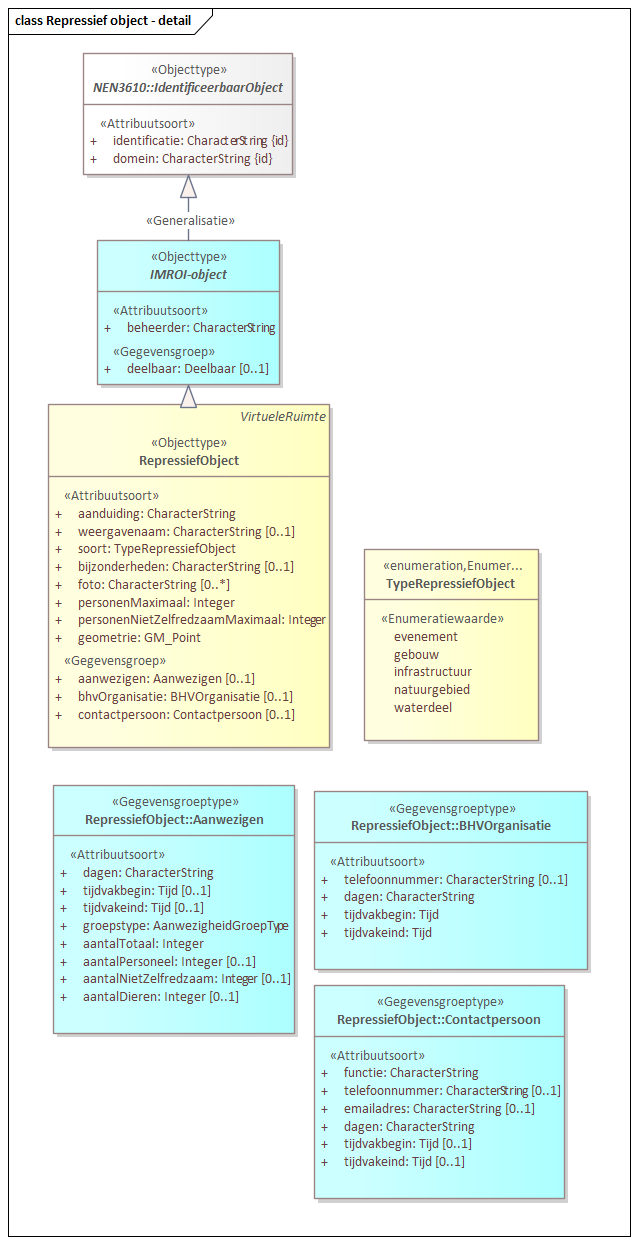 class Repressief object - detail
«Objecttype»
NEN3610::IdentificeerbaarObject
«Attribuutsoort»
+ identificatie: CharacterString {id}
+ domein: CharacterString {id}
«Generalisatie»
«Objecttype»
IMROI-object
«Attribuutsoort»
+ beheerder: CharacterString
«Gegevensgroep»
+ deelbaar: Deelbaar [0..1]
VirtueleRuimte
«Objecttype»
RepressiefObject
«Attribuutsoort»
+ aanduiding: CharacterString
+ weergavenaam: CharacterString [0..1]
+ soort: TypeRepressiefObject
+ bijzonderheden: CharacterString [0..1]
+ foto: CharacterString [0..*]
+ personenMaximaal: Integer
+ personenNietZelfredzaamMaximaal: Integer
+ geometrie: GM_Point
«Gegevensgroep»
+ aanwezigen: Aanwezigen [0..1]
+ bhvOrganisatie: BHVOrganisatie [0..1]
+ contactpersoon: Contactpersoon [0..1]
«enumeration,Enumer...
TypeRepressiefObject
«Enumeratiewaarde»
evenement
gebouw
infrastructuur
natuurgebied
waterdeel
«Gegevensgroeptype»
RepressiefObject::Aanwezigen
«Attribuutsoort»
+ dagen: CharacterString
+ tijdvakbegin: Tijd [0..1]
+ tijdvakeind: Tijd [0..1]
+ groepstype: AanwezigheidGroepType
+ aantalTotaal: Integer
+ aantalPersoneel: Integer [0..1]
+ aantalNietZelfredzaam: Integer [0..1]
+ aantalDieren: Integer [0..1]
«Gegevensgroeptype»
RepressiefObject::BHVOrganisatie
«Attribuutsoort»
+ telefoonnummer: CharacterString [0..1]
+ dagen: CharacterString
+ tijdvakbegin: Tijd
+ tijdvakeind: Tijd
«Gegevensgroeptype»
RepressiefObject::Contactpersoon
«Attribuutsoort»
+ functie: CharacterString
+ telefoonnummer: CharacterString [0..1]
+ emailadres: CharacterString [0..1]
+ dagen: CharacterString
+ tijdvakbegin: Tijd [0..1]
+ tijdvakeind: Tijd [0..1]